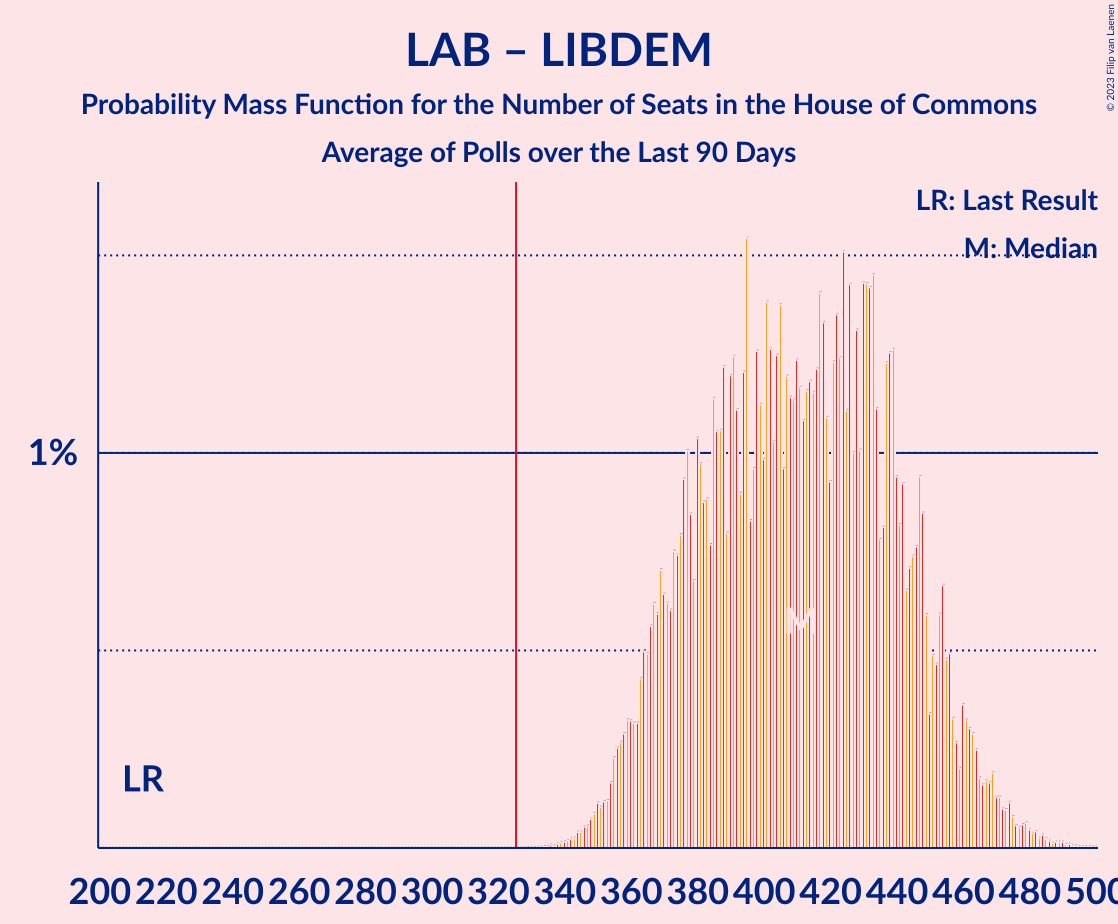 LAB – LIBDEM
Probability Mass Function for the Number of Seats in the House of Commons
Average of Polls over the Last 90 Days
© 2023 Filip van Laenen
LR: Last Result
M: Median
1%
M
LR
200 220 240 260 280 300 320 340 360 380 400 420 440 460 480 500